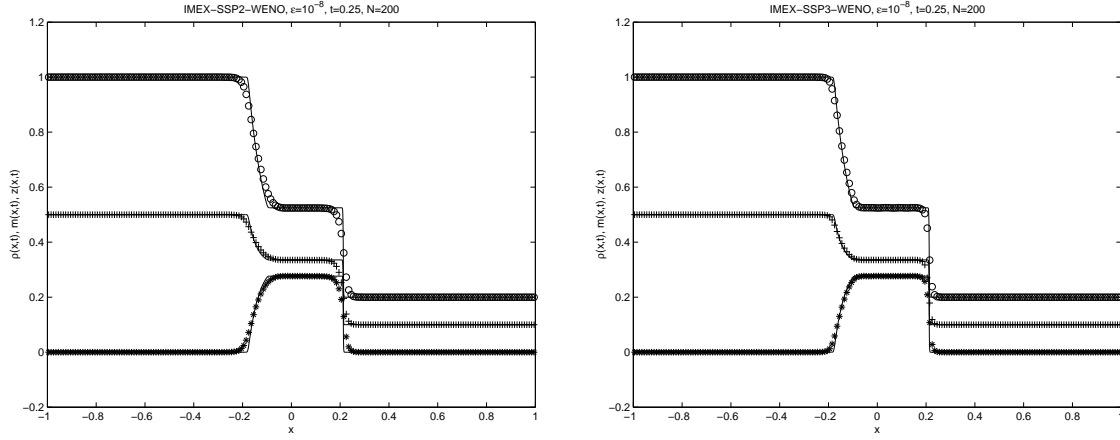 IMEX−SSP2−WENO, ε=10⁻⁸, t=0.25, N=200
1.2
1
0.8
0.6
0.4
0.2
0
−0.2
ρ(x,t), m(x,t), z(x,t)
−1 −0.8 −0.6 −0.4 −0.2 0 0.2 0.4 0.6 0.8 1
x
IMEX−SSP3−WENO, ε=10⁻⁸, t=0.25, N=200
1.2
1
0.8
0.6
0.4
0.2
0
−0.2
ρ(x,t), m(x,t), z(x,t)
−1 −0.8 −0.6 −0.4 −0.2 0 0.2 0.4 0.6 0.8 1
x